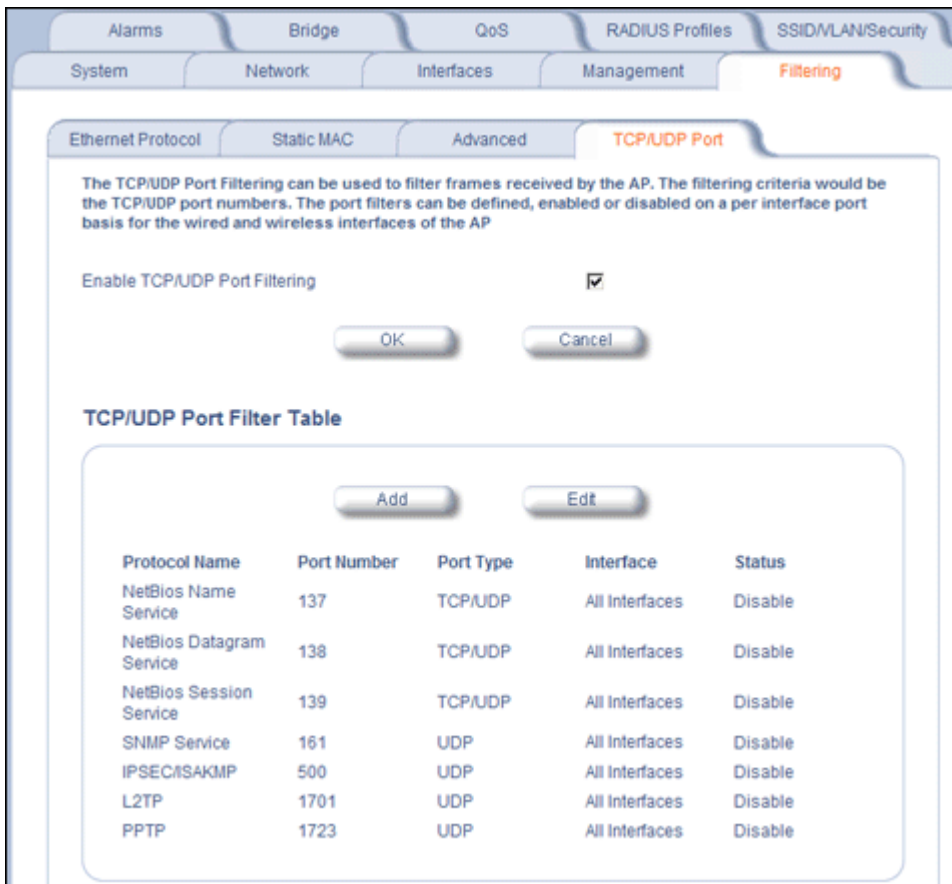 Alarms Bridge QoS RADIUS Profiles SSID/VLAN/Security
System Network Interfaces Management Filtering
Ethernet Protocol Static MAC Advanced TCP/UDP Port
The TCP/UDP Port Filtering can be used to filter frames received by the AP. The filtering criteria would be
the TCP/UDP port numbers. The port filters can be defined, enabled or disabled on a per interface port
basis for the wired and wireless interfaces of the AP
Enable TCP/UDP Port Filtering
OK Cancel
TCP/UDP Port Filter Table
Add Edit
Protocol Name Port Number Port Type Interface Status
NetBios Name
Service 137 TCP/UDP All Interfaces Disable
NetBios Datagram
Service 138 TCP/UDP All Interfaces Disable
NetBios Session
Service 139 TCP/UDP All Interfaces Disable
SNMP Service 161 UDP All Interfaces Disable
IPSEC/ISAKMP 500 UDP All Interfaces Disable
L2TP 1701 UDP All Interfaces Disable
PPTP 1723 UDP All Interfaces Disable